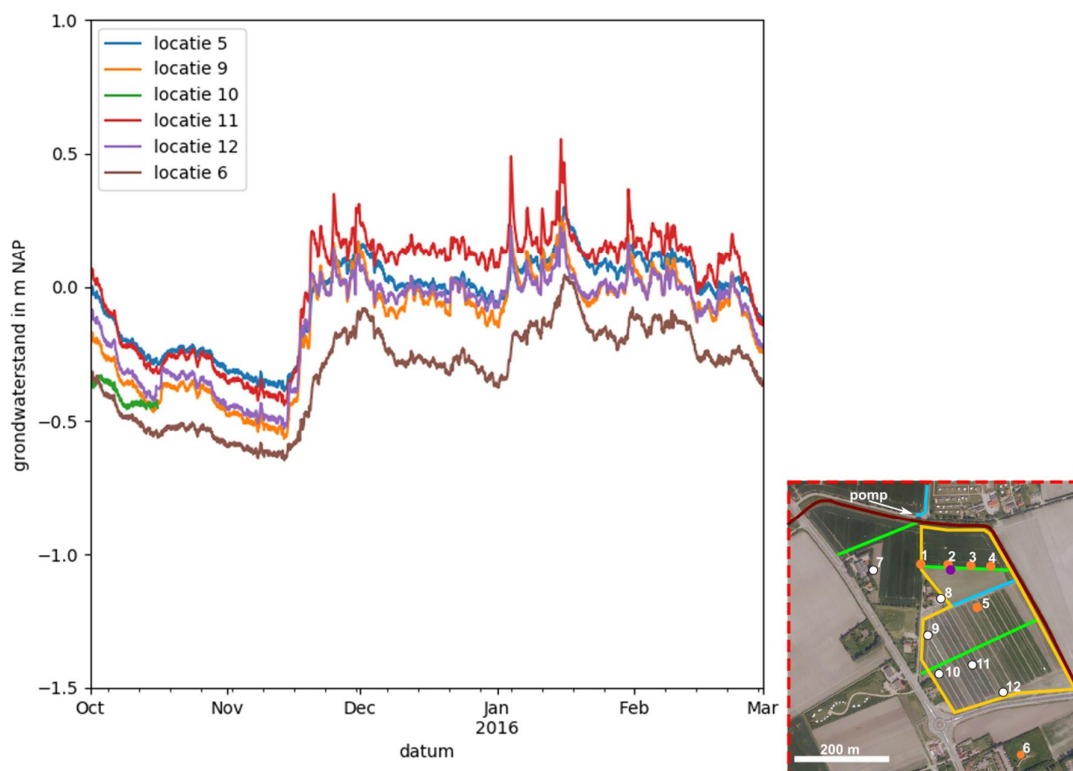 1.0
0.5
0.0
−0.5
−1.0
−1.5
grondwaterstand in m NAP
locatie 5
locatie 9
locatie 10
locatie 11
locatie 12
locatie 6
Oct
Nov
Dec
Jan
2016
Feb
Mar
datum
pomp
1
2
3
4
7
8
5
9
11
10
12
6
200 m